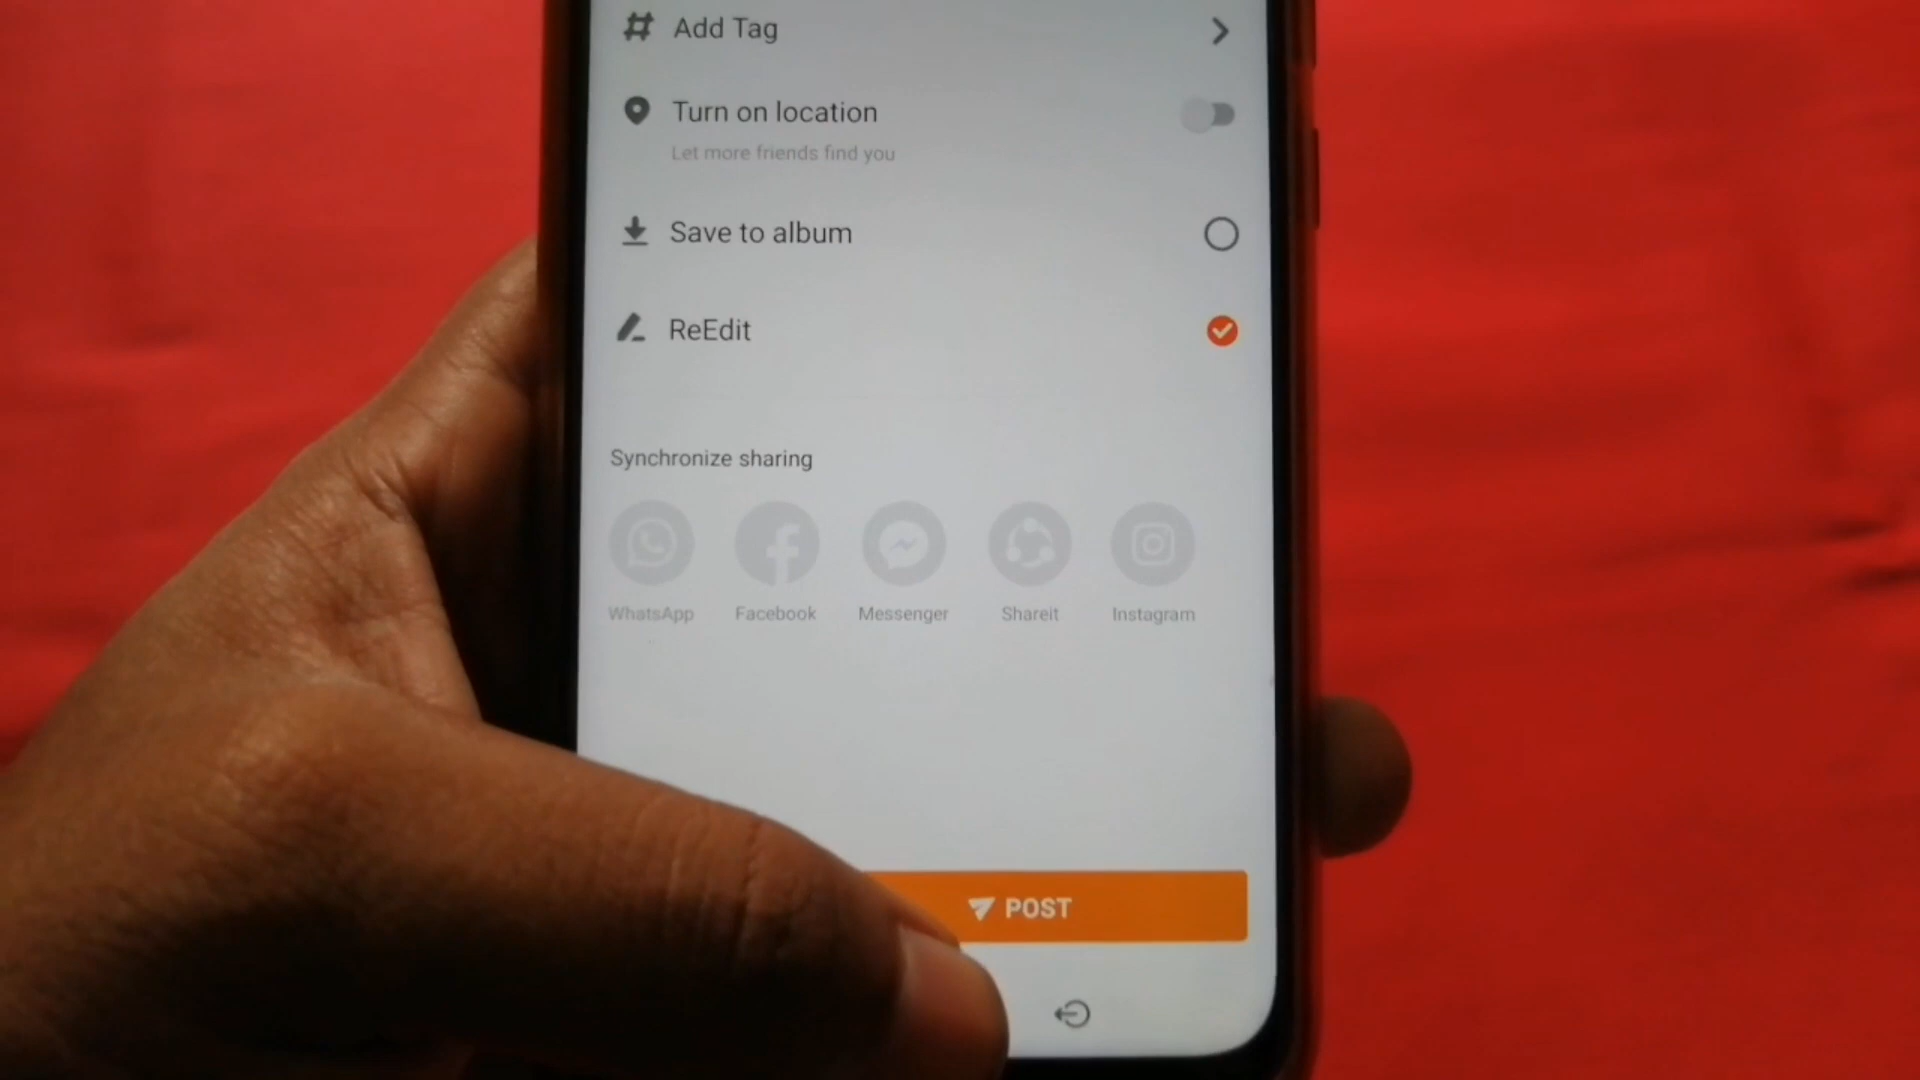 Add Tag
Turn on location
Let more friends find you
Save to album
ReEdit
Synchronize sharing
WhatsApp Facebook Messenger Shareit Instagram
POST